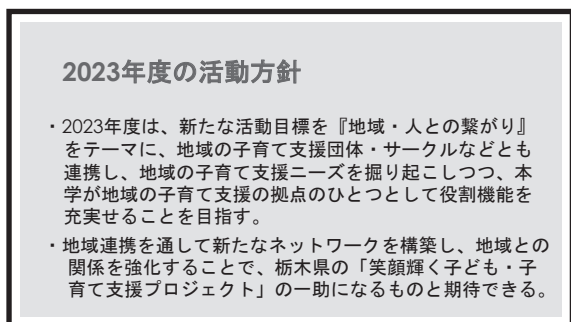 2023年度の活動方針
・2023年度は、新たな活動目標を『地域・人との繋がり』
をテーマに、地域の子育て支援団体・サークルなどとも
連携し、地域の子育て支援ニーズを掘り起こしつつ、本
学が地域の子育て支援の拠点のひとつとして役割機能を
充実せることを目指す。
・地域連携を通して新たなネットワークを構築し、地域との
関係を強化することで、栃木県の「笑顔輝く子ども・子
育て支援プロジェクト」の一助になるものと期待できる。